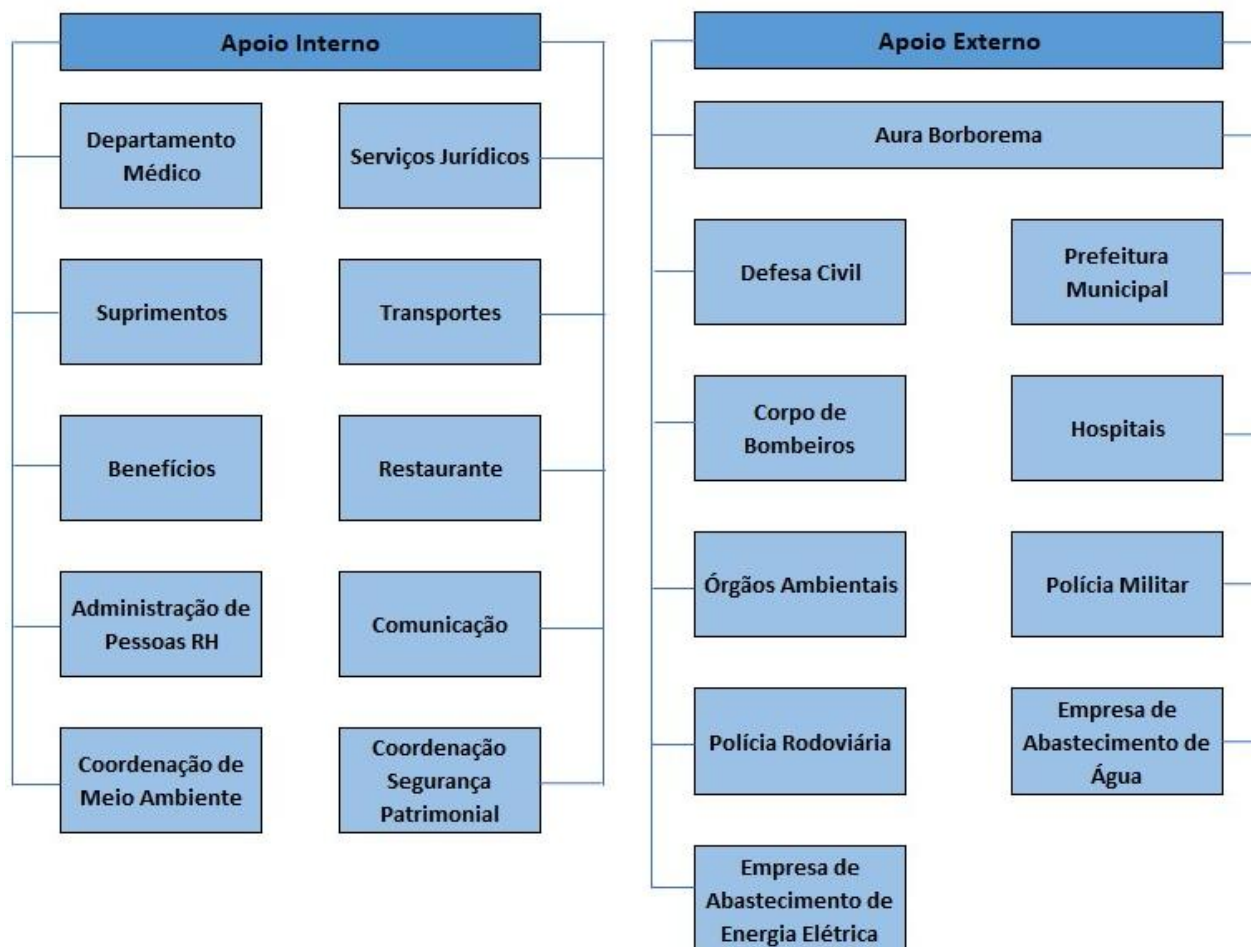 Apoio Interno
Departamento
Médico
Serviços Jurídicos
Suprimentos
Transportes
Benefícios
Restaurante
Administração de
Pessoas RH
Comunicação
Coordenação de
Meio Ambiente
Coordenação
Segurança
Patrimonial
Apoio Externo
Aura Borborema
Defesa Civil
Prefeitura
Municipal
Corpo de
Bombeiros
Hospitais
Órgãos Ambientais
Polícia Militar
Polícia Rodoviária
Empresa de
Abastecimento de
Água
Empresa de
Abastecimento de
Energia Elétrica